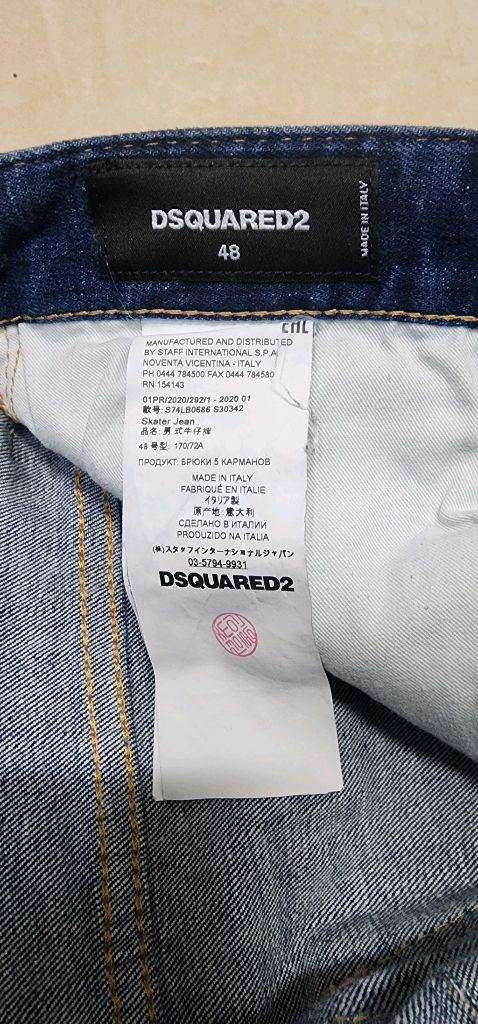 DSQUARED2
48
MADE IN ITALY
EAC
MANUFACTURED AND DISTRIBUTED
BY STAFF INTERNATIONAL S.P.A
NOVENTA VICENTINA - ITALY
PH 0444 784500 FAX 0444 784580
RN 154143
01PR/2020/292/1 - 2020 01
款号: S74LB0686 S30342
Skater Jean
品名: 男式牛仔裤
48 号型: 170/72A
ПРОДУКТ: БРЮКИ 5 КАРМАНОВ
MADE IN ITALY
FABRIQUÉ EN ITALIE
イタリア製
原产地: 意大利
СДЕЛАНО В ИТАЛИИ
PRODUZIDO NA ITALIA
(株)スタッフインターナショナルジャパン
03-5794-9931
DSQUARED2